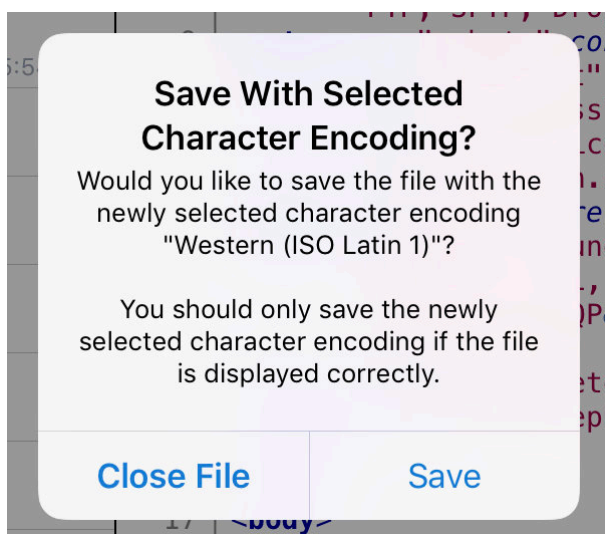 Save With Selected
Character Encoding?
Would you like to save the file with the
newly selected character encoding
"Western (ISO Latin 1)"?
You should only save the newly
selected character encoding if the file
is displayed correctly.
Close File
Save
17
<body>